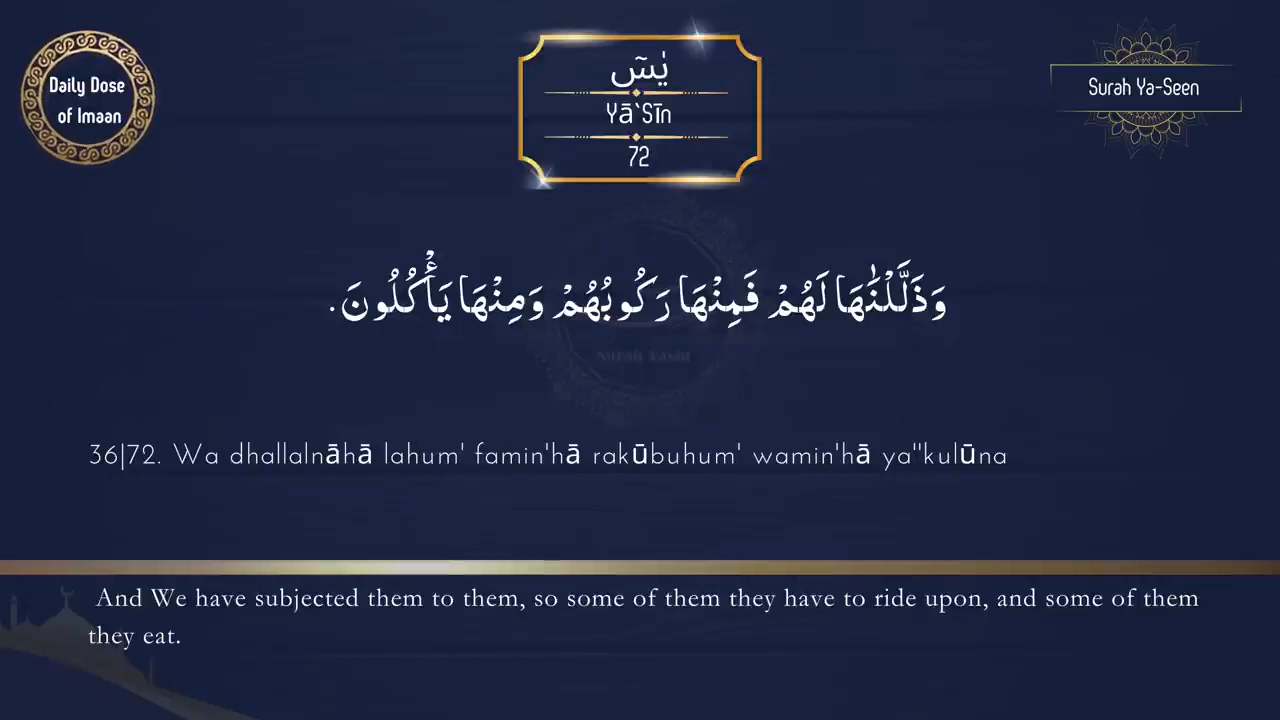 Daily Dose
of Imaan
يٰسٓ
Yā`Sīn
72
Surah Ya-Seen
وَذَلَّلْنَٰهَا لَهُمْ فَمِنْهَا رَكُوبُهُمْ وَمِنْهَا يَأْكُلُونَ.
Surah Yasin
36|72. Wa dhallalnāhā lahum' famin'hā rakūbuhum' wamin'hā ya"kulūna
And We have subjected them to them, so some of them they have to ride upon, and some of them
they eat.